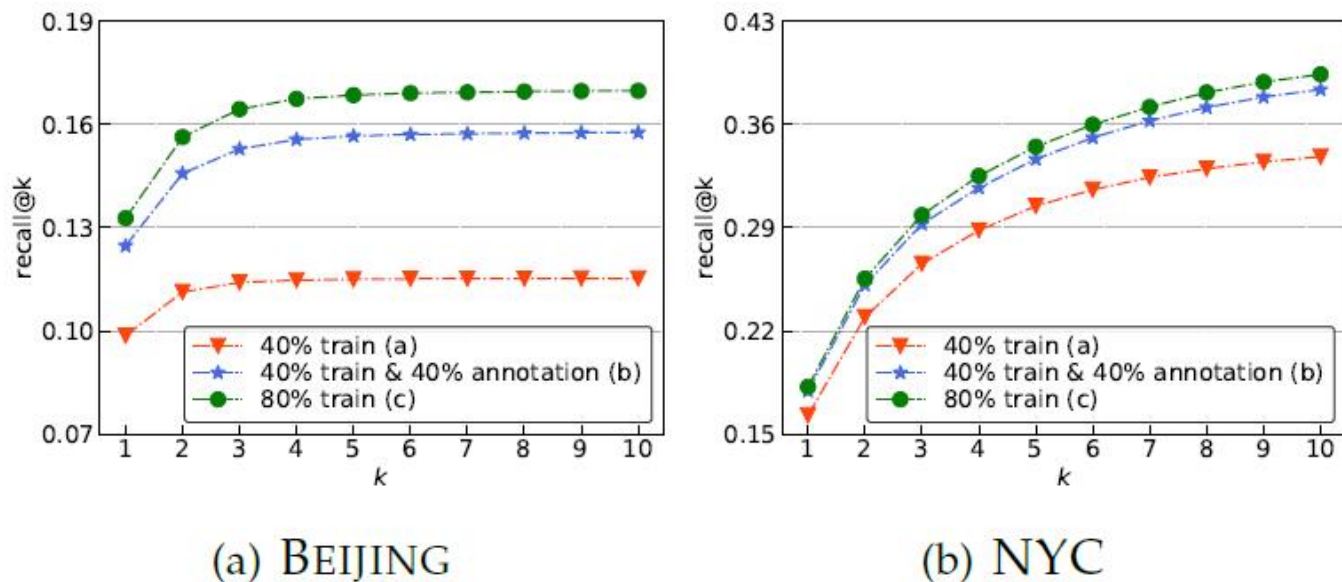 0.19
0.16
0.13
0.10
0.07
recall@k
40% train (a)
40% train & 40% annotation (b)
80% train (c)
1 2 3 4 5 6 7 8 9 10
k
(a) BEIJING
0.43
0.36
0.29
0.22
0.15
recall@k
40% train (a)
40% train & 40% annotation (b)
80% train (c)
1 2 3 4 5 6 7 8 9 10
k
(b) NYC